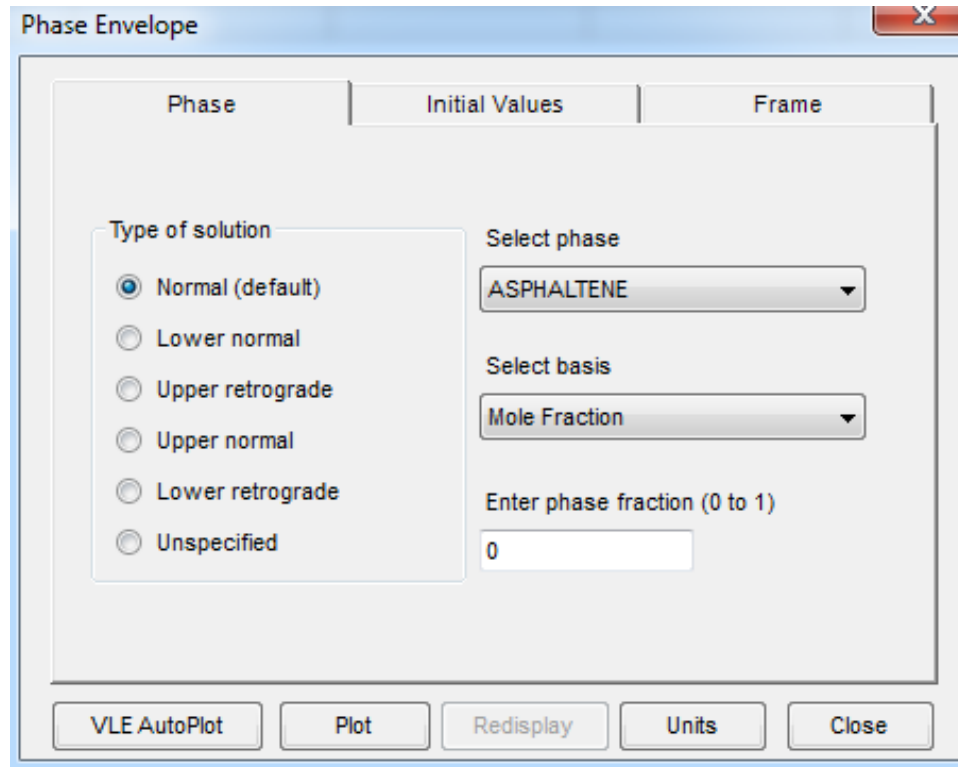 Phase Envelope
Phase Initial Values Frame
Type of solution
Normal (default)
Lower normal
Upper retrograde
Upper normal
Lower retrograde
Unspecified
Select phase
ASPHALTENE
Select basis
Mole Fraction
Enter phase fraction (0 to 1)
0
VLE AutoPlot Plot Redisplay Units Close